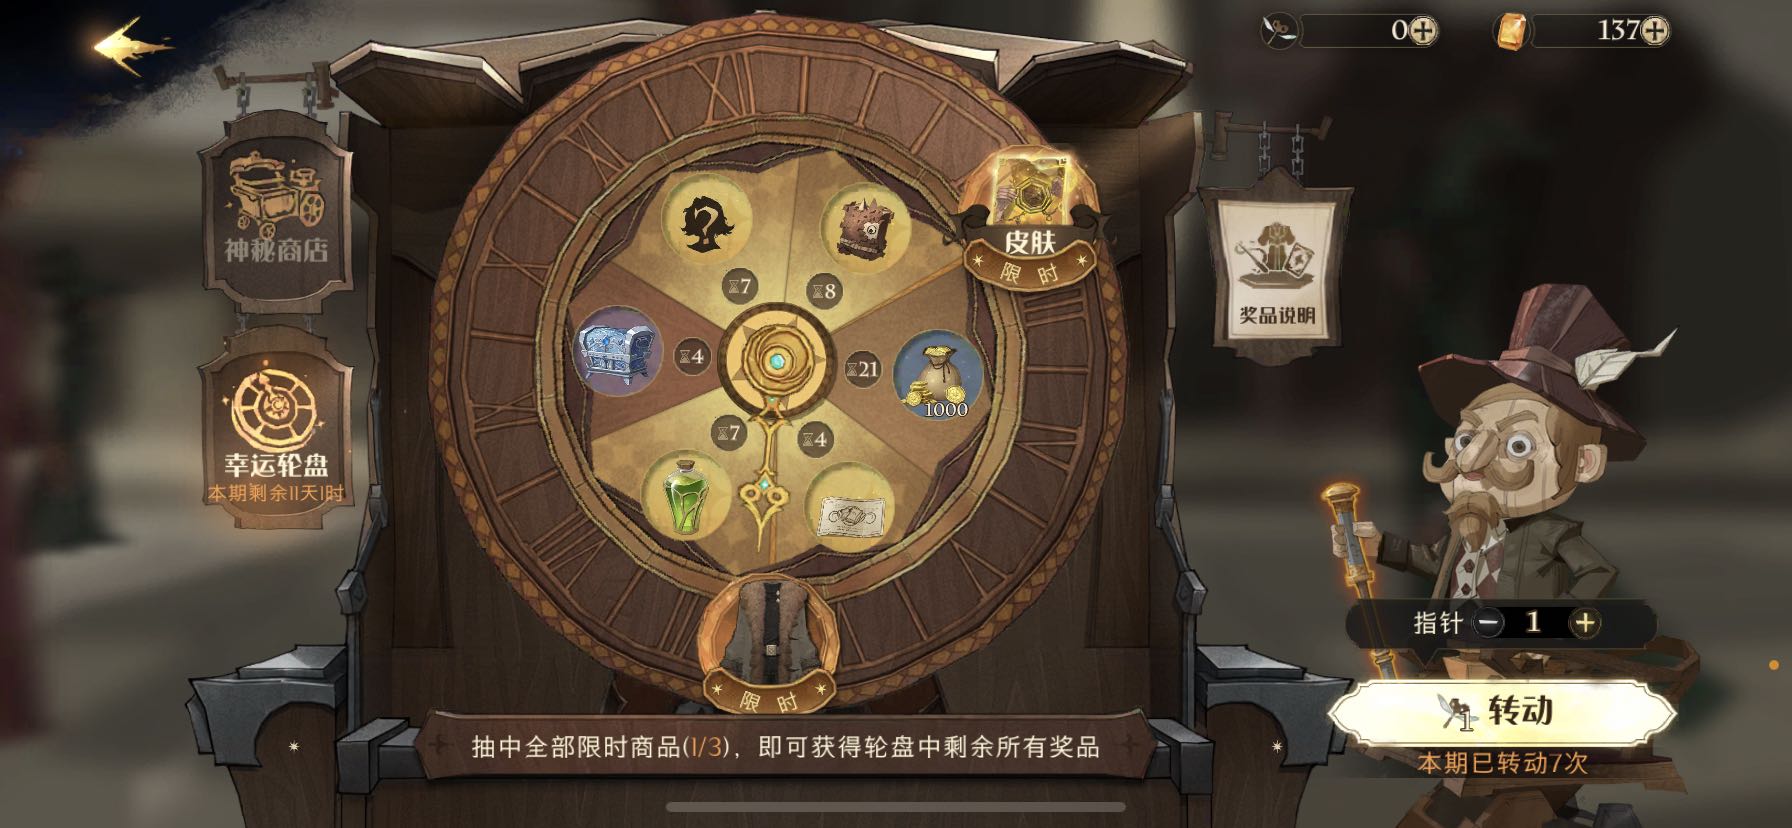 0
137
神秘商店
幸运轮盘
本期剩余11天1时
皮肤
限时
7
8
4
21
1000
7
4
限时
奖品说明
指针 1
1 转动
本期已转动7次
抽中全部限时商品(1/3)，即可获得轮盘中剩余所有奖品